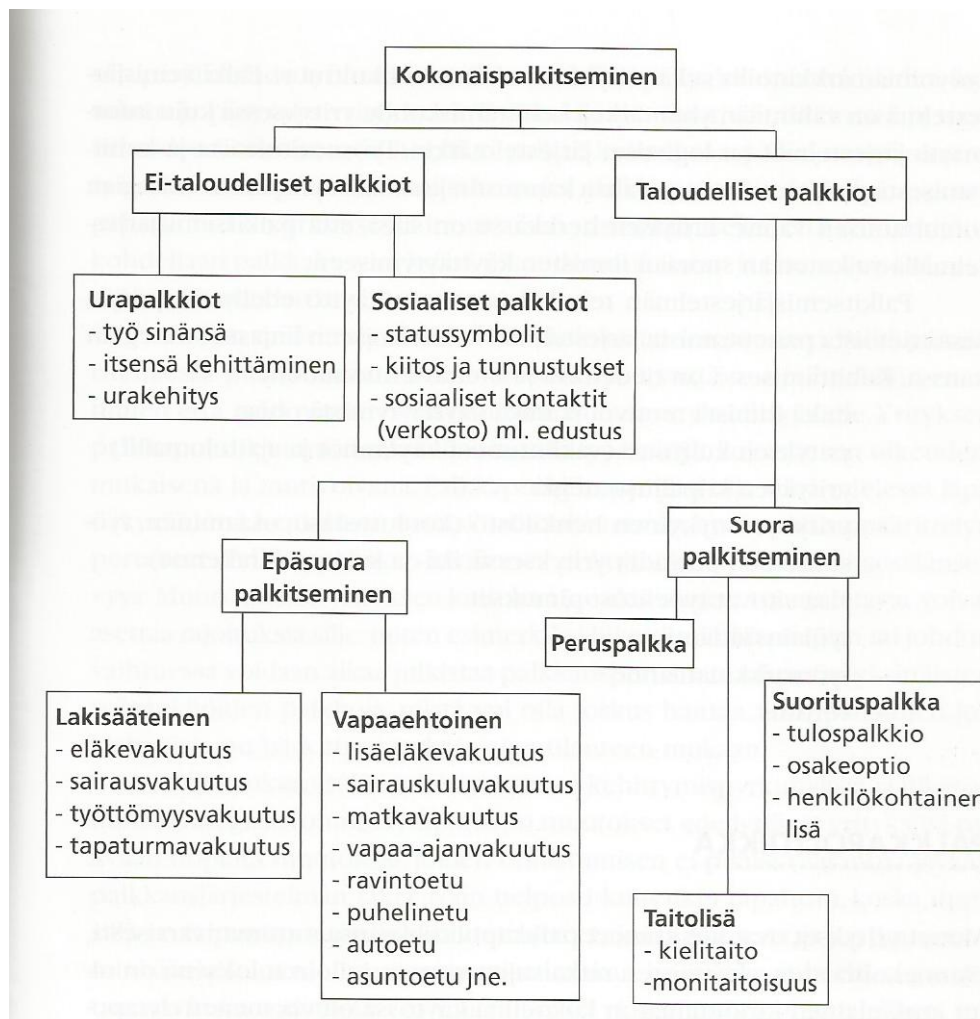 Kokonaispalkitseminen
Ei-taloudelliset palkkiot
Taloudelliset palkkiot
Urapalkkiot
- työ sinänsä
- itsensä kehittäminen
- urakehitys
Sosiaaliset palkkiot
- statussymbolit
- kiitos ja tunnustukset
- sosiaaliset kontaktit
(verkosto) ml. edustus
Epäsuora
palkitseminen
Suora
palkitseminen
Peruspalkka
Lakisääteinen
- eläkevakuutus
- sairausvakuutus
- työttömyysvakuutus
- tapaturmavakuutus
Vapaaehtoinen
- lisäeläkevakuutus
- sairauskuluvakuutus
- matkavakuutus
- vapaa-ajanvakuutus
- ravintoetu
- puhelinetu
- autoetu
- asuntoetu jne.
Suorituspalkka
- tulospalkkio
- osakeoptio
- henkilökohtainen
lisä
Taitolisä
- kielitaito
-monitaitoisuus